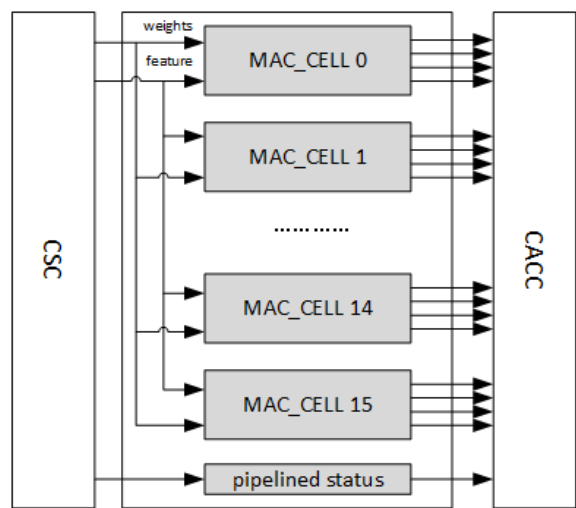 weights
feature
MAC_CELL 0
MAC_CELL 1
…………
MAC_CELL 14
MAC_CELL 15
pipelined status
CSC
CACC